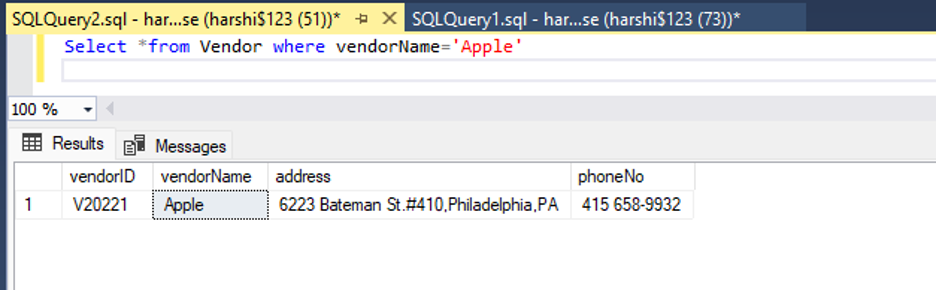 SQLQuery2.sql - har...se (harshi$123 (51))* SQLQuery1.sql - har...se (harshi$123 (73))*
Select *from Vendor where vendorName='Apple'
100 %
Results Messages
vendorID vendorName address phoneNo
1 V20221 Apple 6223 Bateman St.#410,Philadelphia,PA 415 658-9932